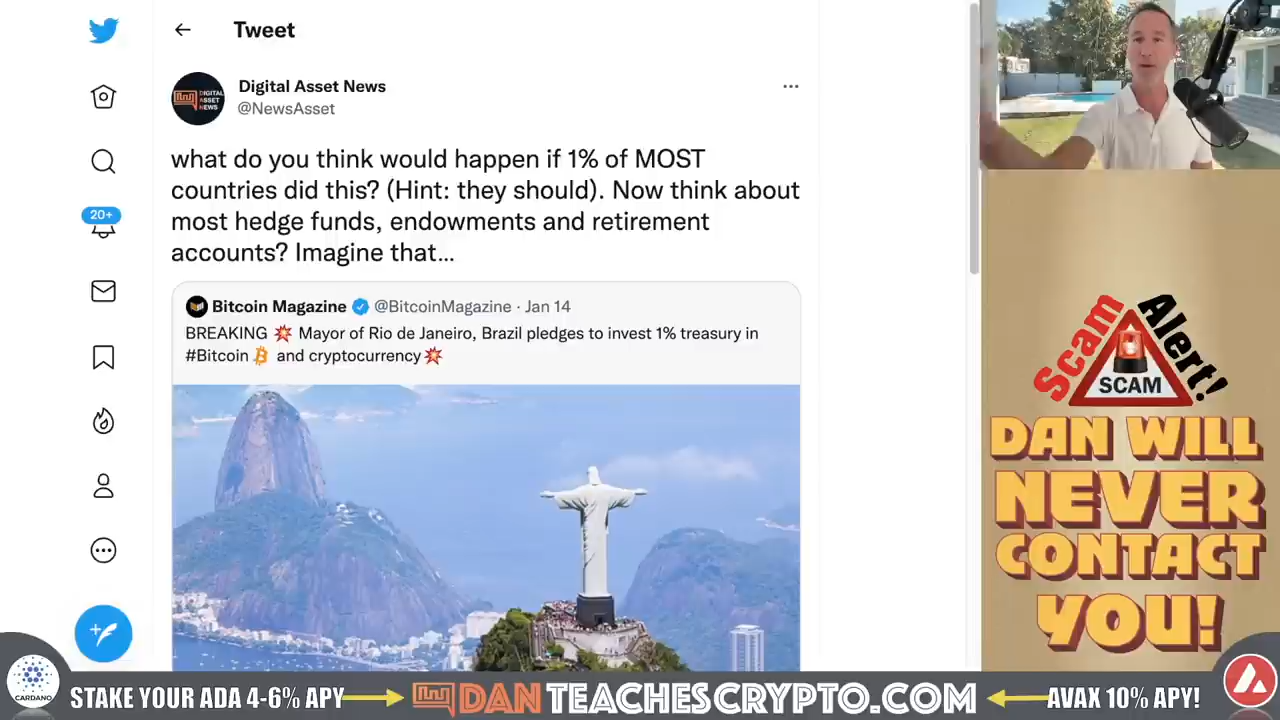 Tweet
DIGITAL
ASSET
NEWS
Digital Asset News
@NewsAsset
what do you think would happen if 1% of MOST
countries did this? (Hint: they should). Now think about
most hedge funds, endowments and retirement
accounts? Imagine that...
20+
Bitcoin Magazine @BitcoinMagazine · Jan 14
BREAKING 💥 Mayor of Rio de Janeiro, Brazil pledges to invest 1% treasury in
#Bitcoin and cryptocurrency 💥
Scam Alert!
SCAM
DAN WILL
NEVER
CONTACT
YOU!
CARDANO
STAKE YOUR ADA 4-6% APY
DANTEACHESCRYPTO.COM
AVAX 10% APY!